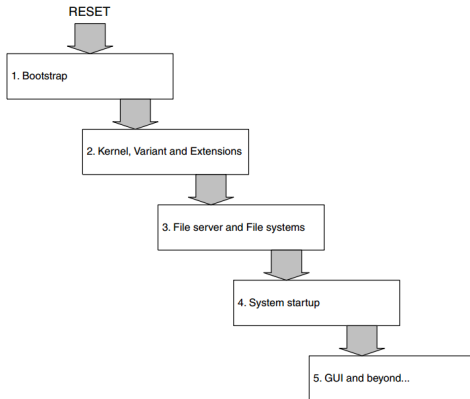 RESET
1. Bootstrap
2. Kernel, Variant and Extensions
3. File server and File systems
4. System startup
5. GUI and beyond...